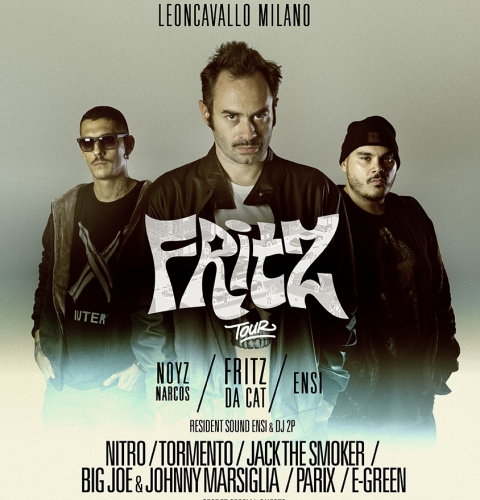 LEONCAVALLO MILANO
IUTER
FRITZ
TOUR
NOYZ NARCOS / FRITZ DA CAT / ENSI
RESIDENT SOUND ENSI & DJ 2P
NITRO / TORMENTO / JACK THE SMOKER /
BIG JOE & JOHNNY MARSIGLIA / PARIX / E-GREEN